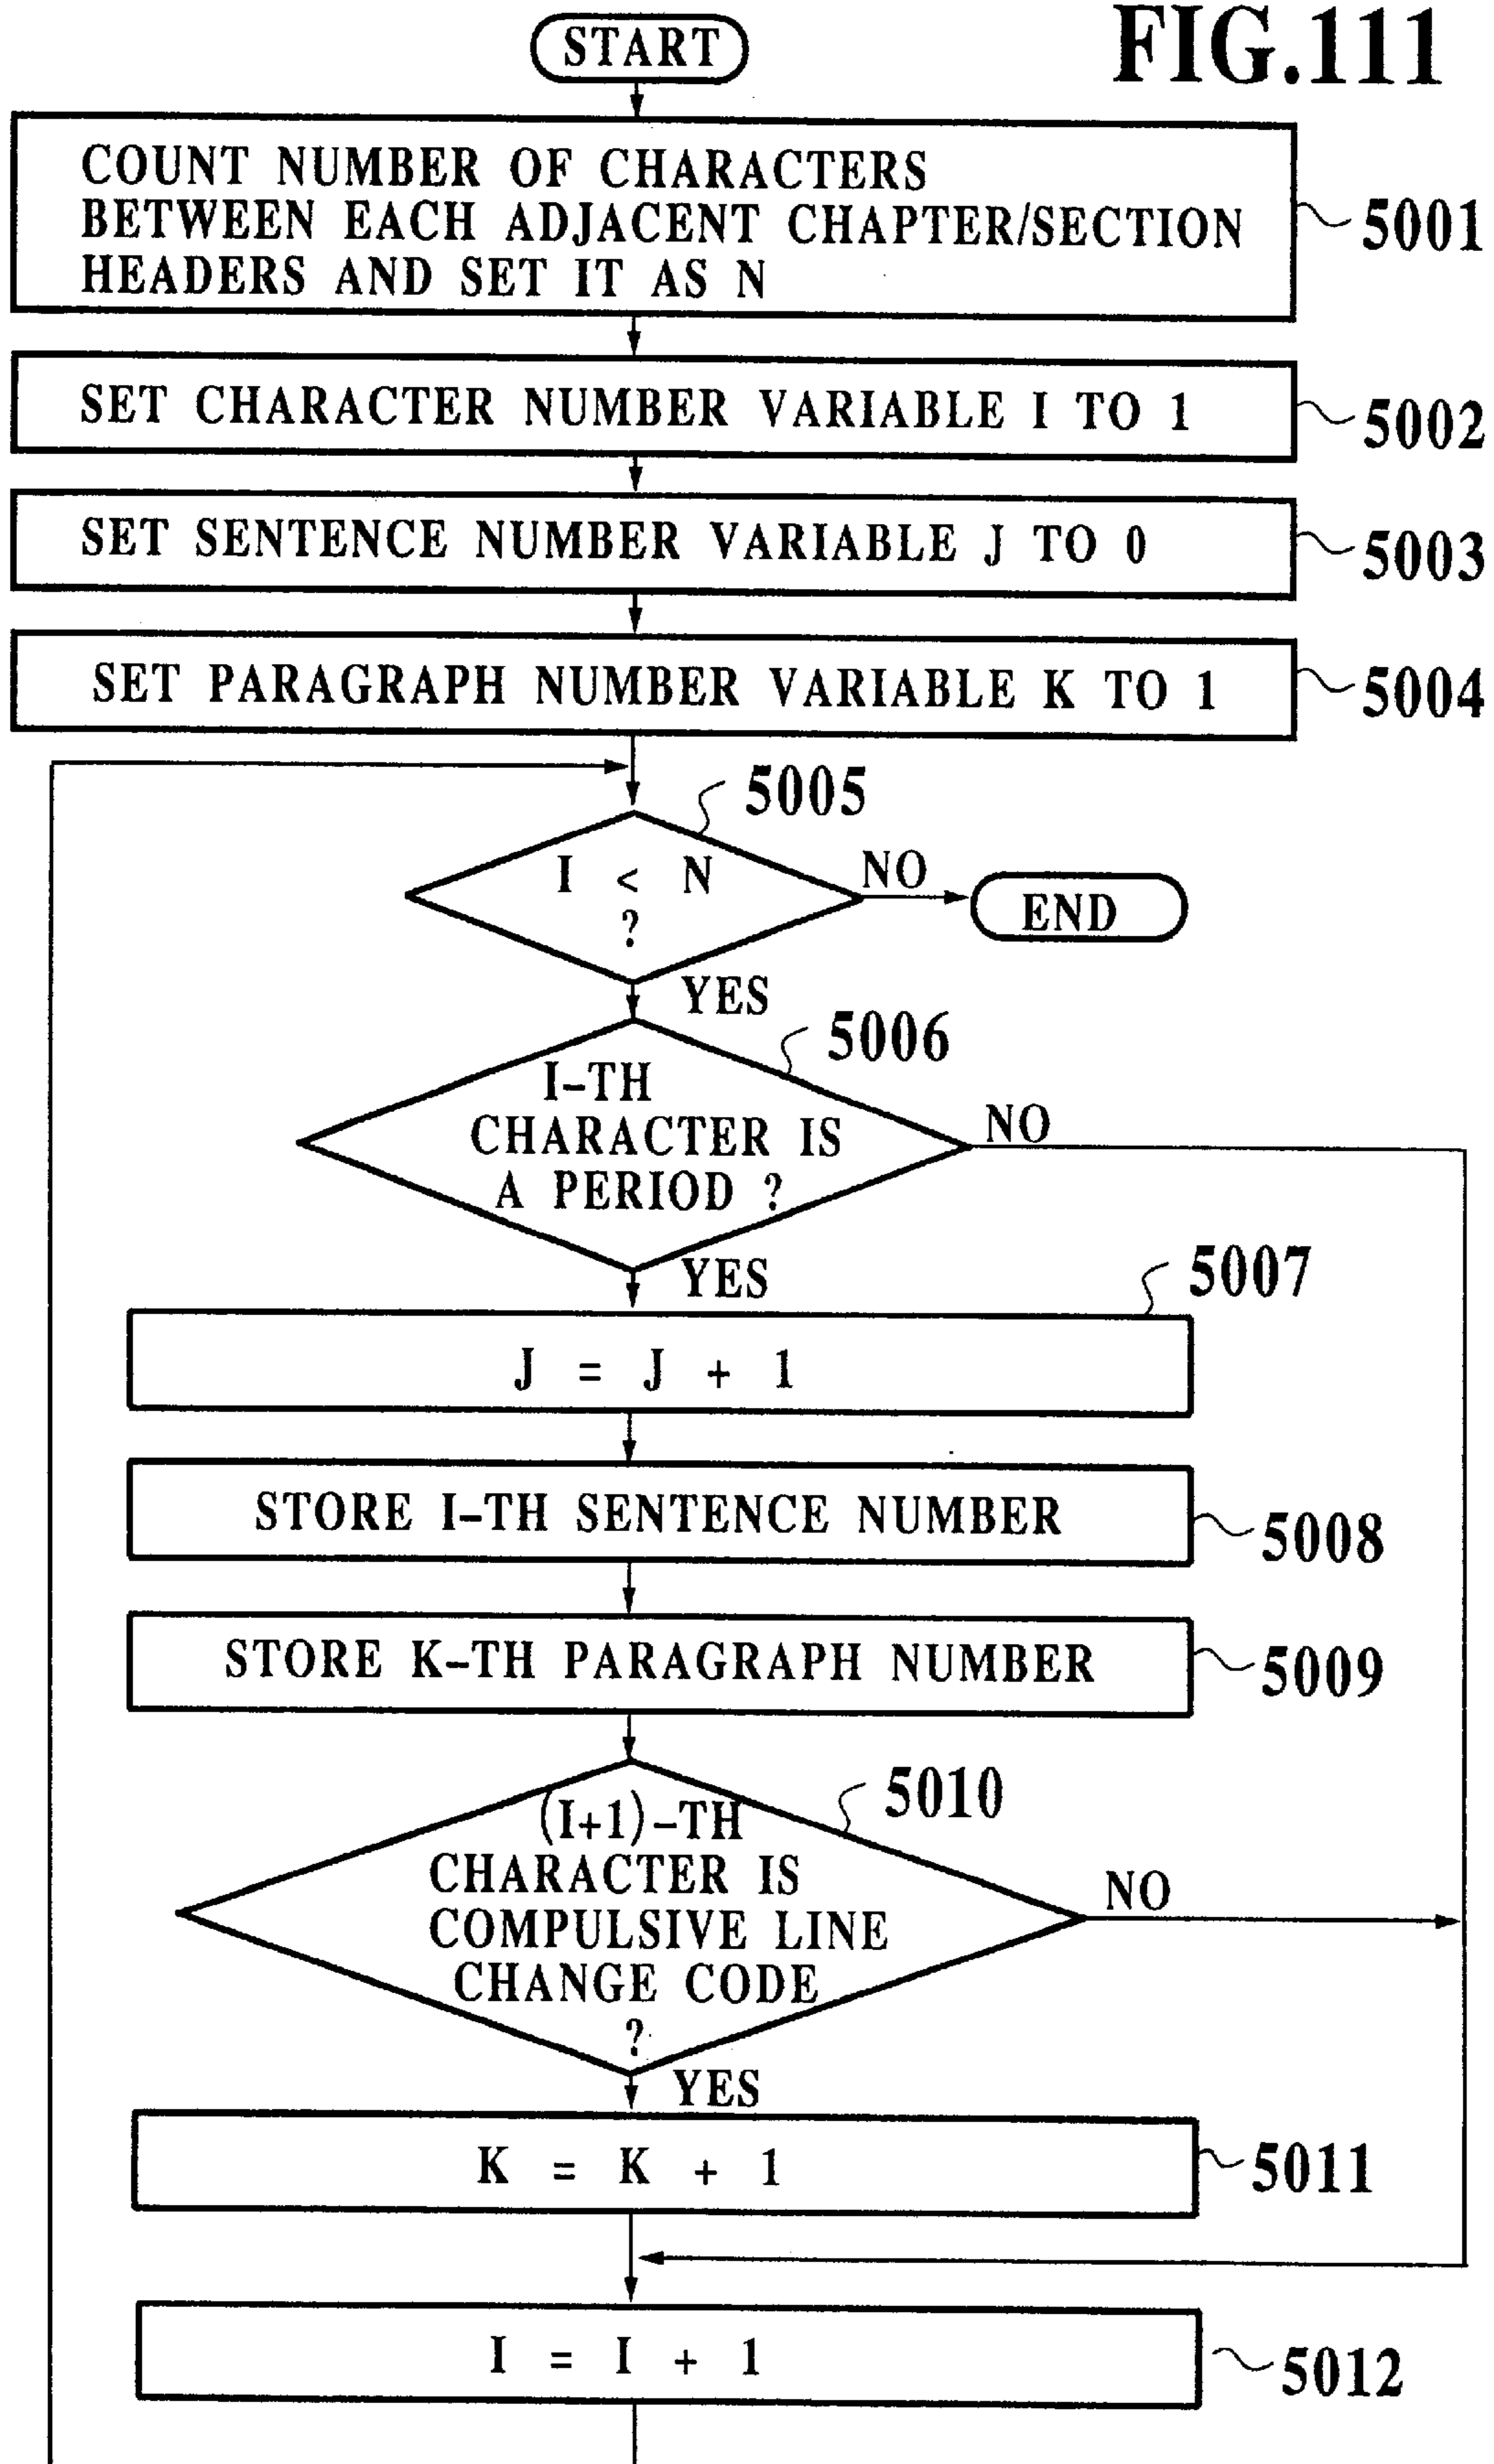 FIG.111
START
COUNT NUMBER OF CHARACTERS
BETWEEN EACH ADJACENT CHAPTER/SECTION
HEADERS AND SET IT AS N
5001
SET CHARACTER NUMBER VARIABLE I TO 1
5002
SET SENTENCE NUMBER VARIABLE J TO 0
5003
SET PARAGRAPH NUMBER VARIABLE K TO 1
5004
5005
I < N
?
NO
END
YES
5006
I-TH
CHARACTER IS
A PERIOD ?
NO
YES
5007
J = J + 1
STORE I-TH SENTENCE NUMBER
5008
STORE K-TH PARAGRAPH NUMBER
5009
5010
(I+1)-TH
CHARACTER IS
COMPULSIVE LINE
CHANGE CODE
?
NO
YES
K = K + 1
5011
I = I + 1
5012